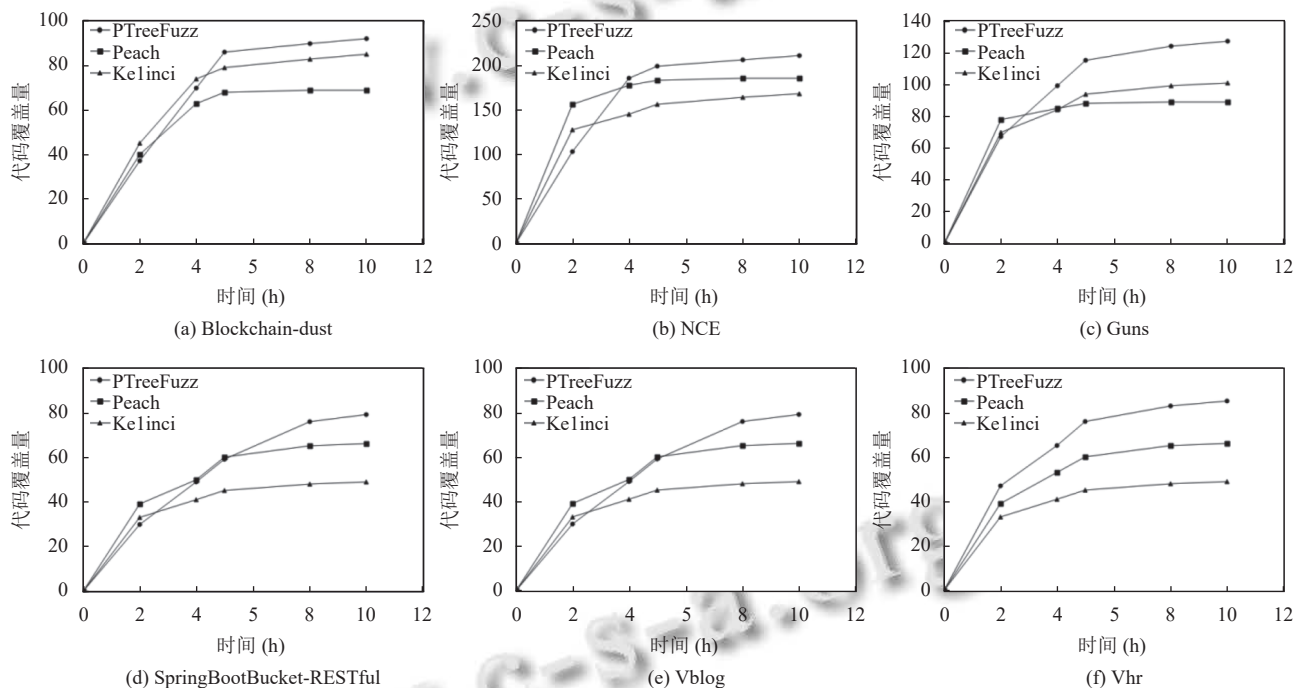 100
80
60
40
20
0
PTreeFuzz
Peach
Ke1inci
代码覆盖量
0 2 4 5 8 10 12
时间 (h)
(a) Blockchain-dust
250
200
150
100
50
0
PTreeFuzz
Peach
Ke1inci
代码覆盖量
0 2 4 5 8 10 12
时间 (h)
(b) NCE
140
120
100
80
60
40
20
0
PTreeFuzz
Peach
Ke1inci
代码覆盖量
0 2 4 5 8 10 12
时间 (h)
(c) Guns
100
80
60
40
20
0
PTreeFuzz
Peach
Ke1inci
代码覆盖量
0 2 4 5 8 10 12
时间 (h)
(d) SpringBootBucket-RESTful
100
80
60
40
20
0
PTreeFuzz
Peach
Ke1inci
代码覆盖量
0 2 4 5 8 10 12
时间 (h)
(e) Vblog
100
80
60
40
20
0
PTreeFuzz
Peach
Ke1inci
代码覆盖量
0 2 4 5 8 10 12
时间 (h)
(f) Vhr